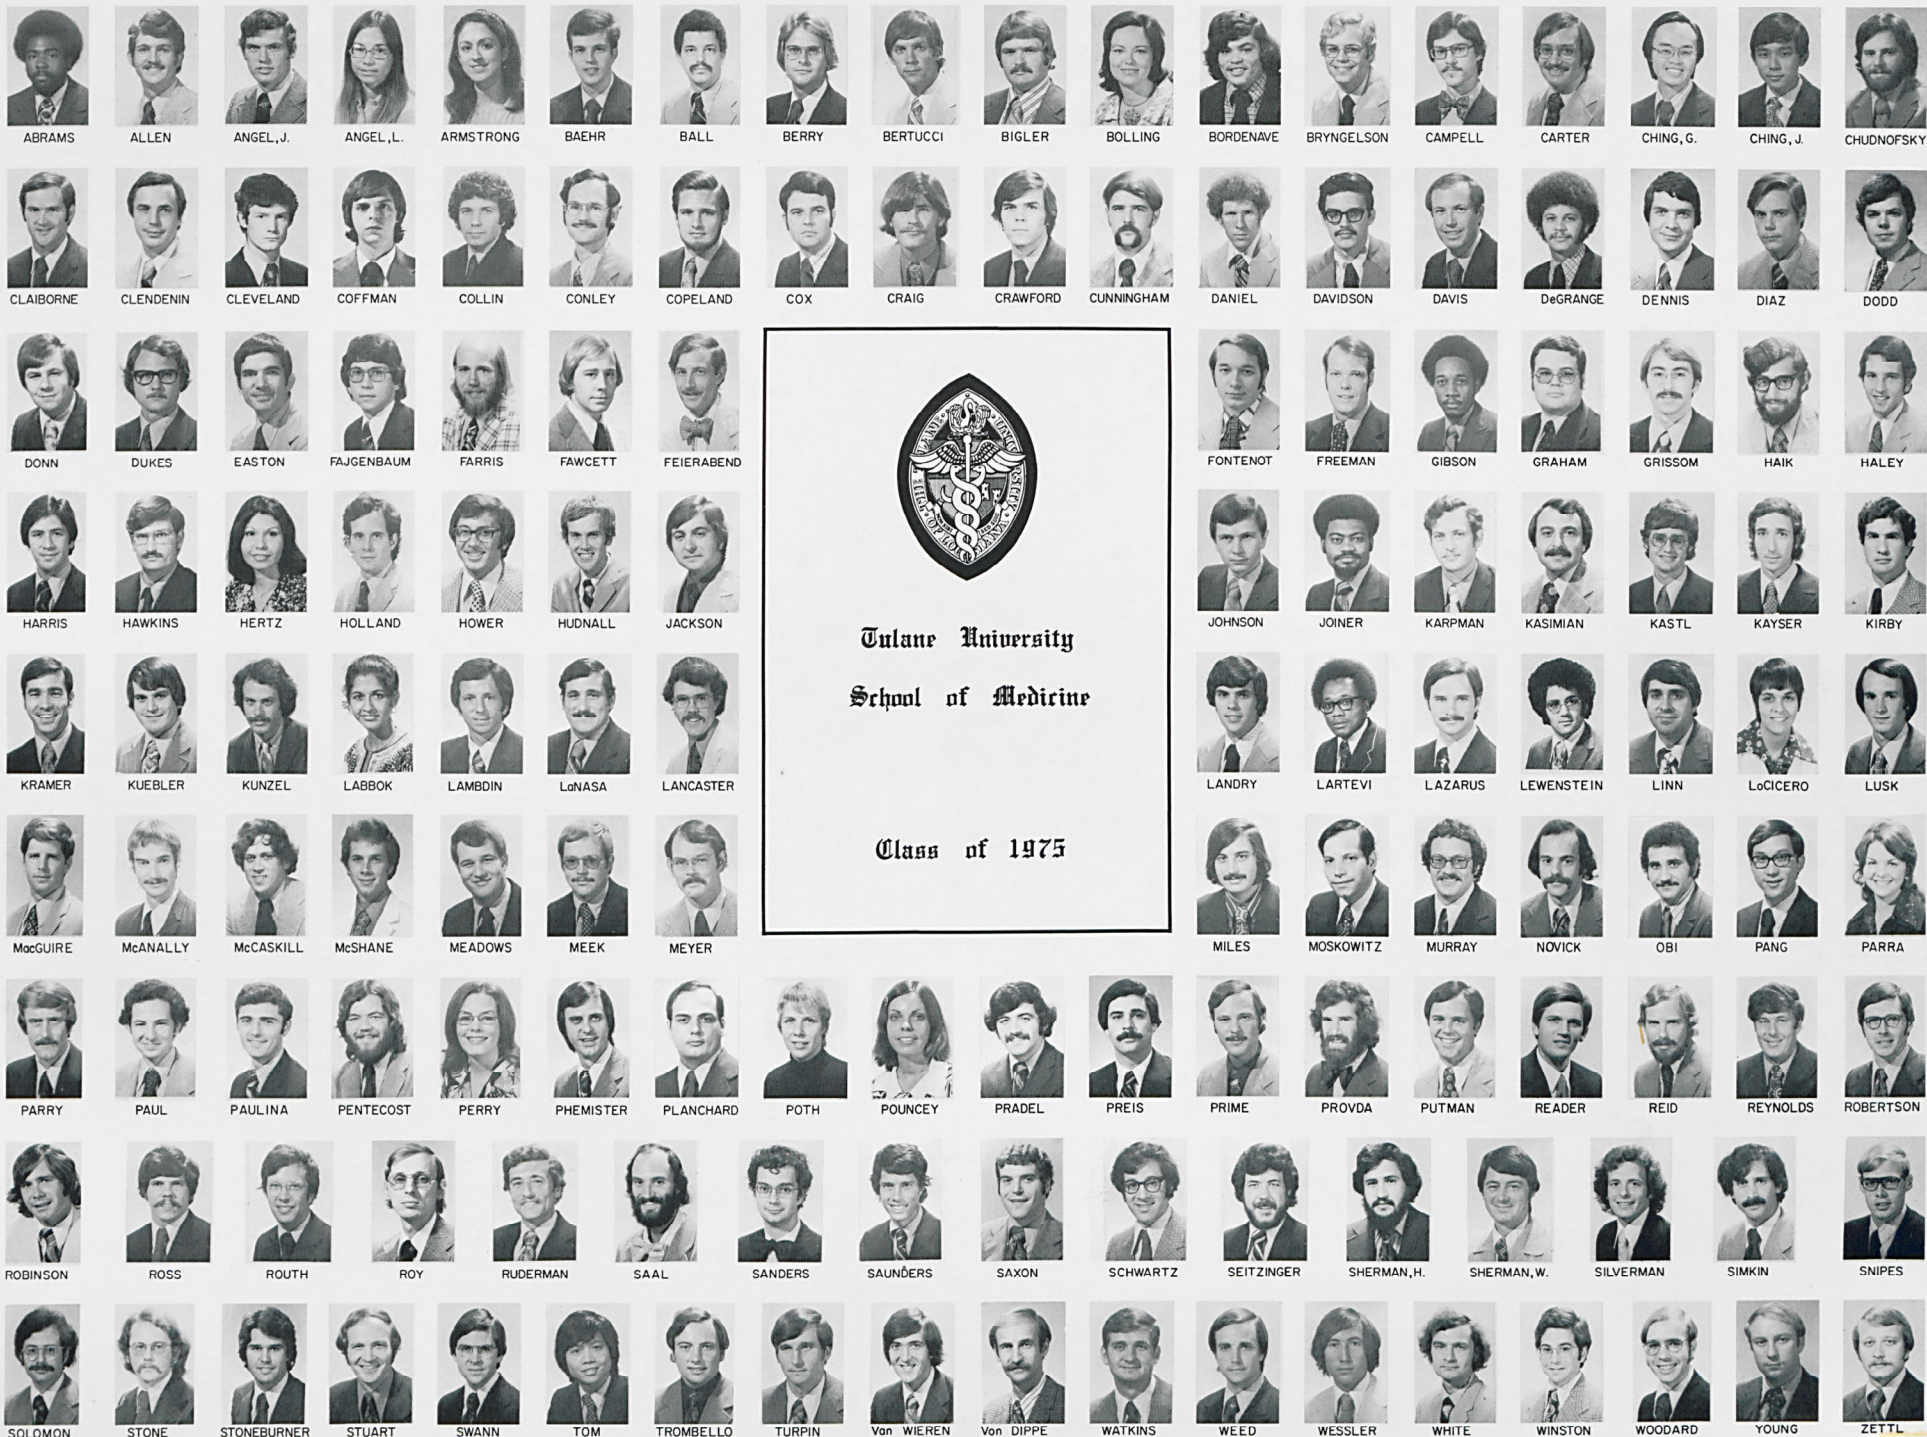 ABRAMS ALLEN ANGEL, J. ANGEL, L. ARMSTRONG BAEHR BALL BERRY BERTUCCI BIGLER BOLLING BORDENAVE BRYNGELSON CAMPELL CARTER CHING, G. CHING, J. CHUDNOFSKY
CLAIBORNE CLENDENIN CLEVELAND COFFMAN COLLIN CONLEY COPELAND COX CRAIG CRAWFORD CUNNINGHAM DANIEL DAVIDSON DAVIS DeGRANGE DENNIS DIAZ DODD
DONN DUKES EASTON FAJGENBAUM FARRIS FAWCETT FEIERABEND FONTENOT FREEMAN GIBSON GRAHAM GRISSOM HAIK HALEY
HARRIS HAWKINS HERTZ HOLLAND HOWER HUDNALL JACKSON JOHNSON JOINER KARPMAN KASIMIAN KASTL KAYSER KIRBY
Tulane University
School of Medicine
KRAMER KUEBLER KUNZEL LABBOK LAMBDIN LaNASA LANCASTER LANDRY LARTEVI LAZARUS LEWENSTEIN LINN LoCICERO LUSK
Class of 1975
MacGUIRE McANALLY McCASKILL McSHANE MEADOWS MEEK MEYER MILES MOSKOWITZ MURRAY NOVICK OBI PANG PARRA
PARRY PAUL PAULINA PENTECOST PERRY PHEMISTER PLANCHARD POTH POUNCEY PRADEL PREIS PRIME PROVDA PUTMAN READER REID REYNOLDS ROBERTSON
ROBINSON ROSS ROUTH ROY RUDERMAN SAAL SANDERS SAUNDERS SAXON SCHWARTZ SEITZINGER SHERMAN, H. SHERMAN, W. SILVERMAN SIMKIN SNIPES
SOLOMON STONE STONEBURNER STUART SWANN TOM TROMBELLO TURPIN Van WIEREN Von DIPPE WATKINS WEED WESSLER WHITE WINSTON WOODARD YOUNG ZETTL